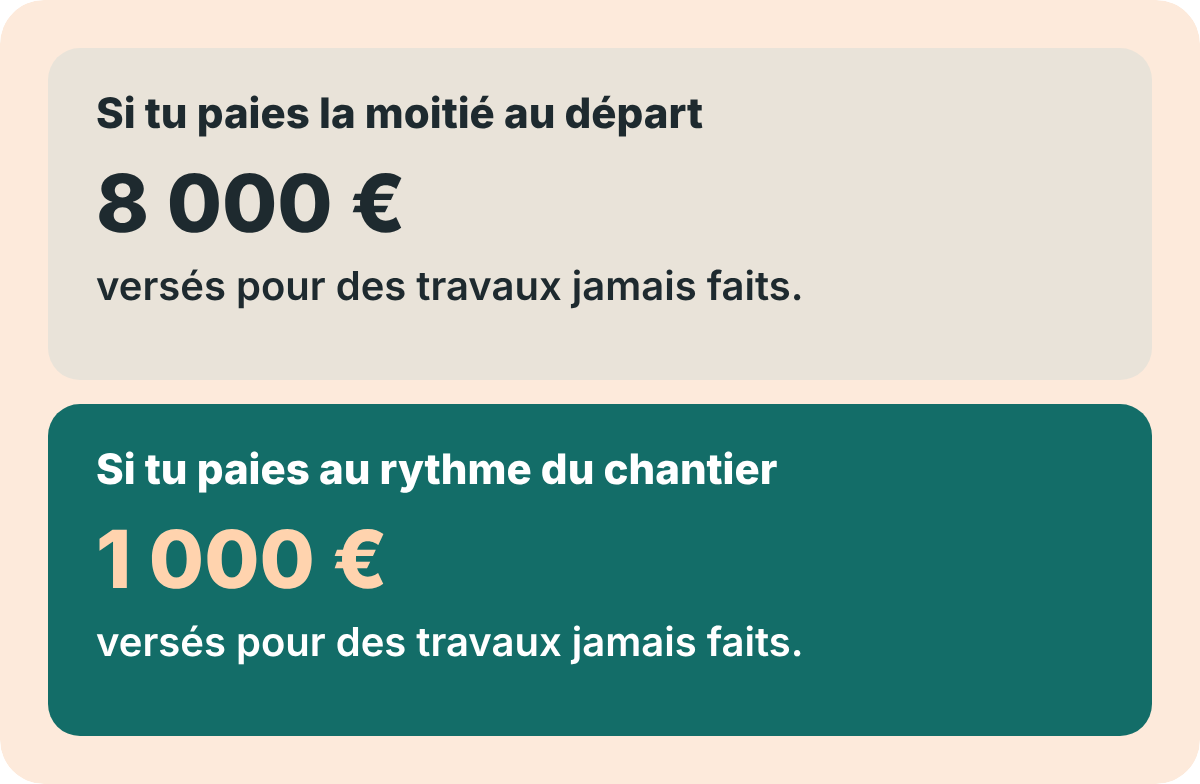 Si tu paies la moitié au départ
8 000 €
versés pour des travaux jamais faits.
Si tu paies au rythme du chantier
1 000 €
versés pour des travaux jamais faits.